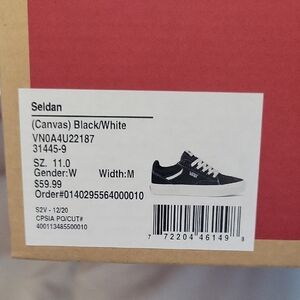 Seldan
(Canvas) Black/White
VN0A4U22187
31445-9
SZ. 11.0
Gender:W Width:M
$59.99
Order#0140295564000010
S2V - 12/20
CPSIA PO/CUT#
400113485500010
7 72204 46149 8